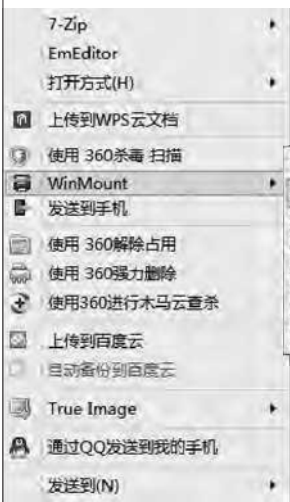 7-Zip
EmEditor
打开方式(H)
上传到WPS云文档
使用 360杀毒 扫描
WinMount
发送到手机
使用 360解除占用
使用 360强力删除
使用360进行木马云查杀
上传到百度云
自动备份到百度云
True Image
通过QQ发送到我的手机
发送到(N)